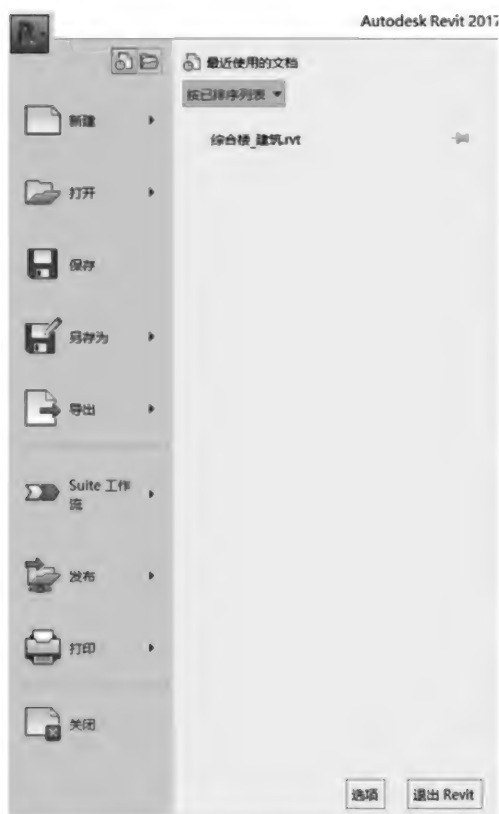 Autodesk Revit 2017
最近使用的文档
按已排序列表
综合楼_建筑.rvt
新建
打开
保存
另存为
导出
Suite 工作
流
发布
打印
关闭
选项
退出 Revit